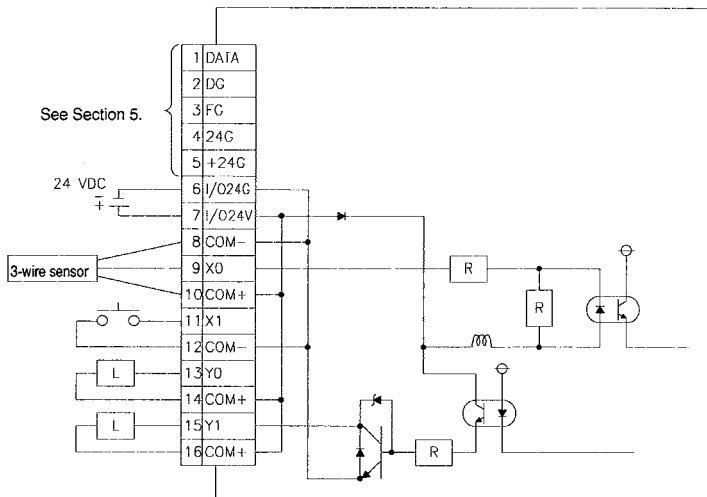 1 DATA
2 DG
3 FG
See Section 5.
4 24G
5 +24G
24 VDC
6 I/O24G
7 I/O24V
8 COM-
3-wire sensor
9 X0
10 COM+
11 X1
12 COM-
L
13 Y0
14 COM+
L
15 Y1
16 COM+
R
R
R